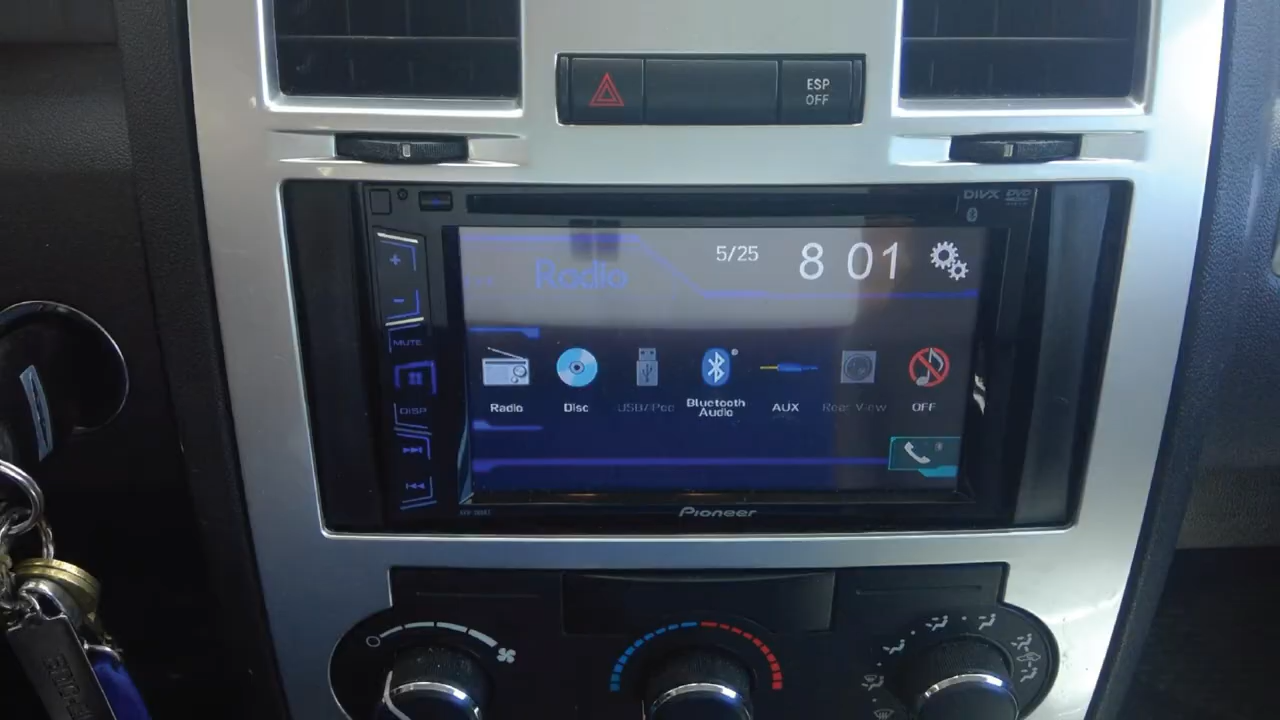 ESP
OFF
DIVX DVD
5/25 8 01
Radio
MUTE
DISP
Radio
Disc
USB/iPod
Bluetooth
Audio
AUX
Rear View
OFF
Pioneer